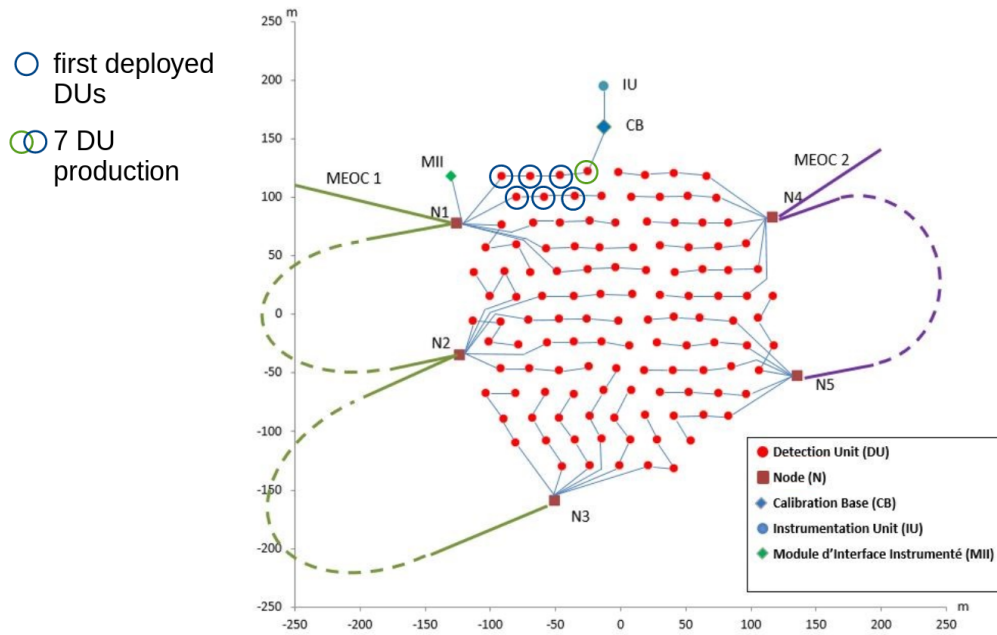 first deployed
DUs
7 DU
production
m
250
200
150
100
50
0
-50
-100
-150
-200
-250
-250
-200
-150
-100
-50
0
50
100
150
200
250
m
IU
CB
MII
MEOC 1
MEOC 2
N1
N4
N2
N5
N3
Detection Unit (DU)
Node (N)
Calibration Base (CB)
Instrumentation Unit (IU)
Module d'Interface Instrumenté (MII)